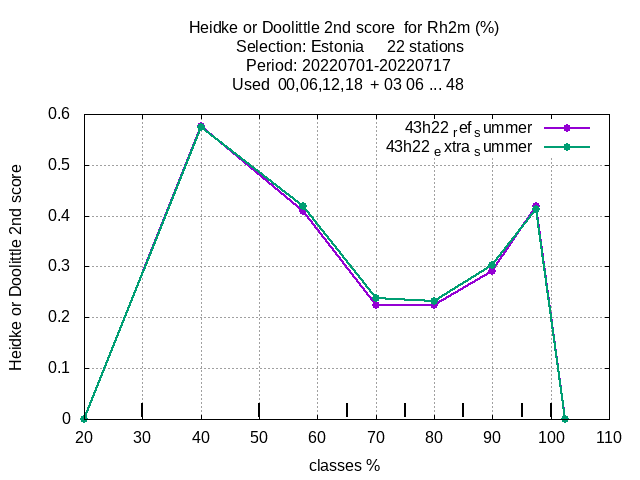 Heidke or Doolittle 2nd score  for Rh2m (%)
Selection: Estonia     22 stations
Period: 20220701-20220717
Used  00,06,12,18  + 03 06 ... 48
43h22 ref summer
43h22 extra summer
Heidke or Doolittle 2nd score
0.6
0.5
0.4
0.3
0.2
0.1
0
20 30 40 50 60 70 80 90 100 110
classes %